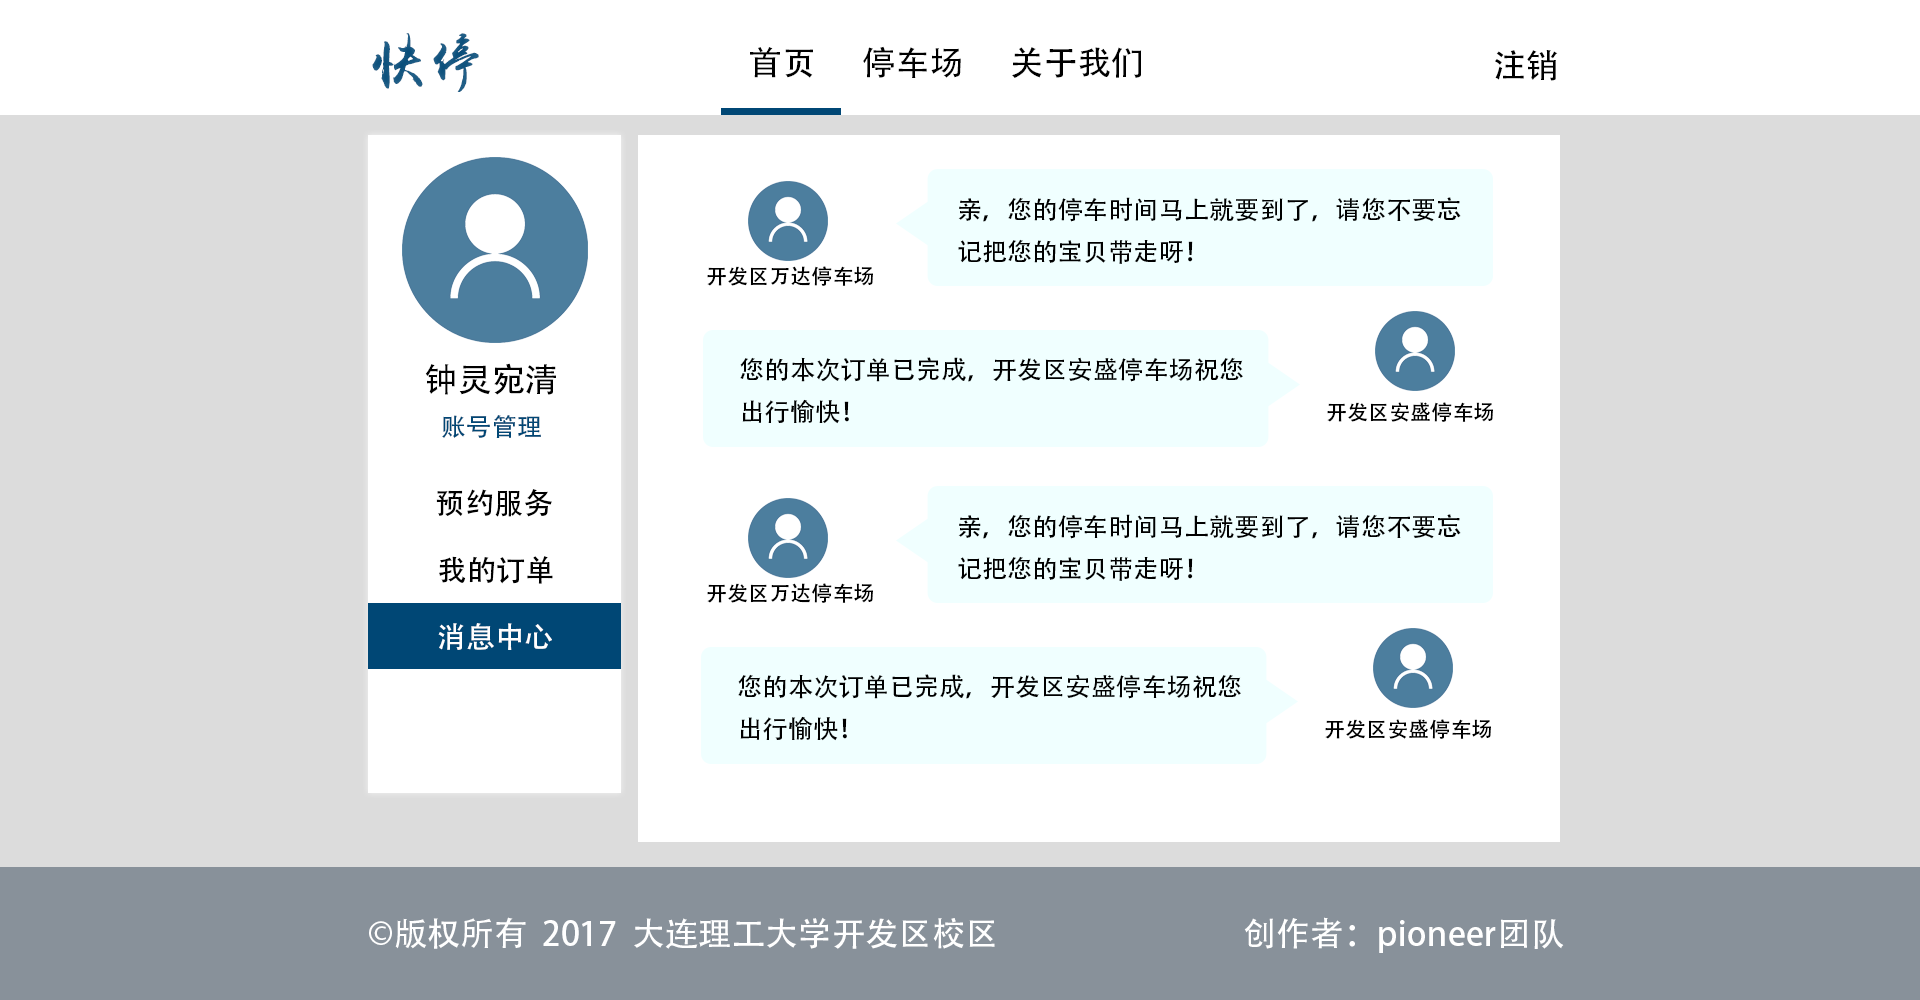 快停
首页 停车场 关于我们
注销
钟灵宛清
账号管理
预约服务
我的订单
消息中心
开发区万达停车场
亲，您的停车时间马上就要到了，请您不要忘
记把您的宝贝带走呀！
您的本次订单已完成，开发区安盛停车场祝您
出行愉快！
开发区安盛停车场
开发区万达停车场
亲，您的停车时间马上就要到了，请您不要忘
记把您的宝贝带走呀！
您的本次订单已完成，开发区安盛停车场祝您
出行愉快！
开发区安盛停车场
©版权所有 2017 大连理工大学开发区校区
创作者：pioneer团队